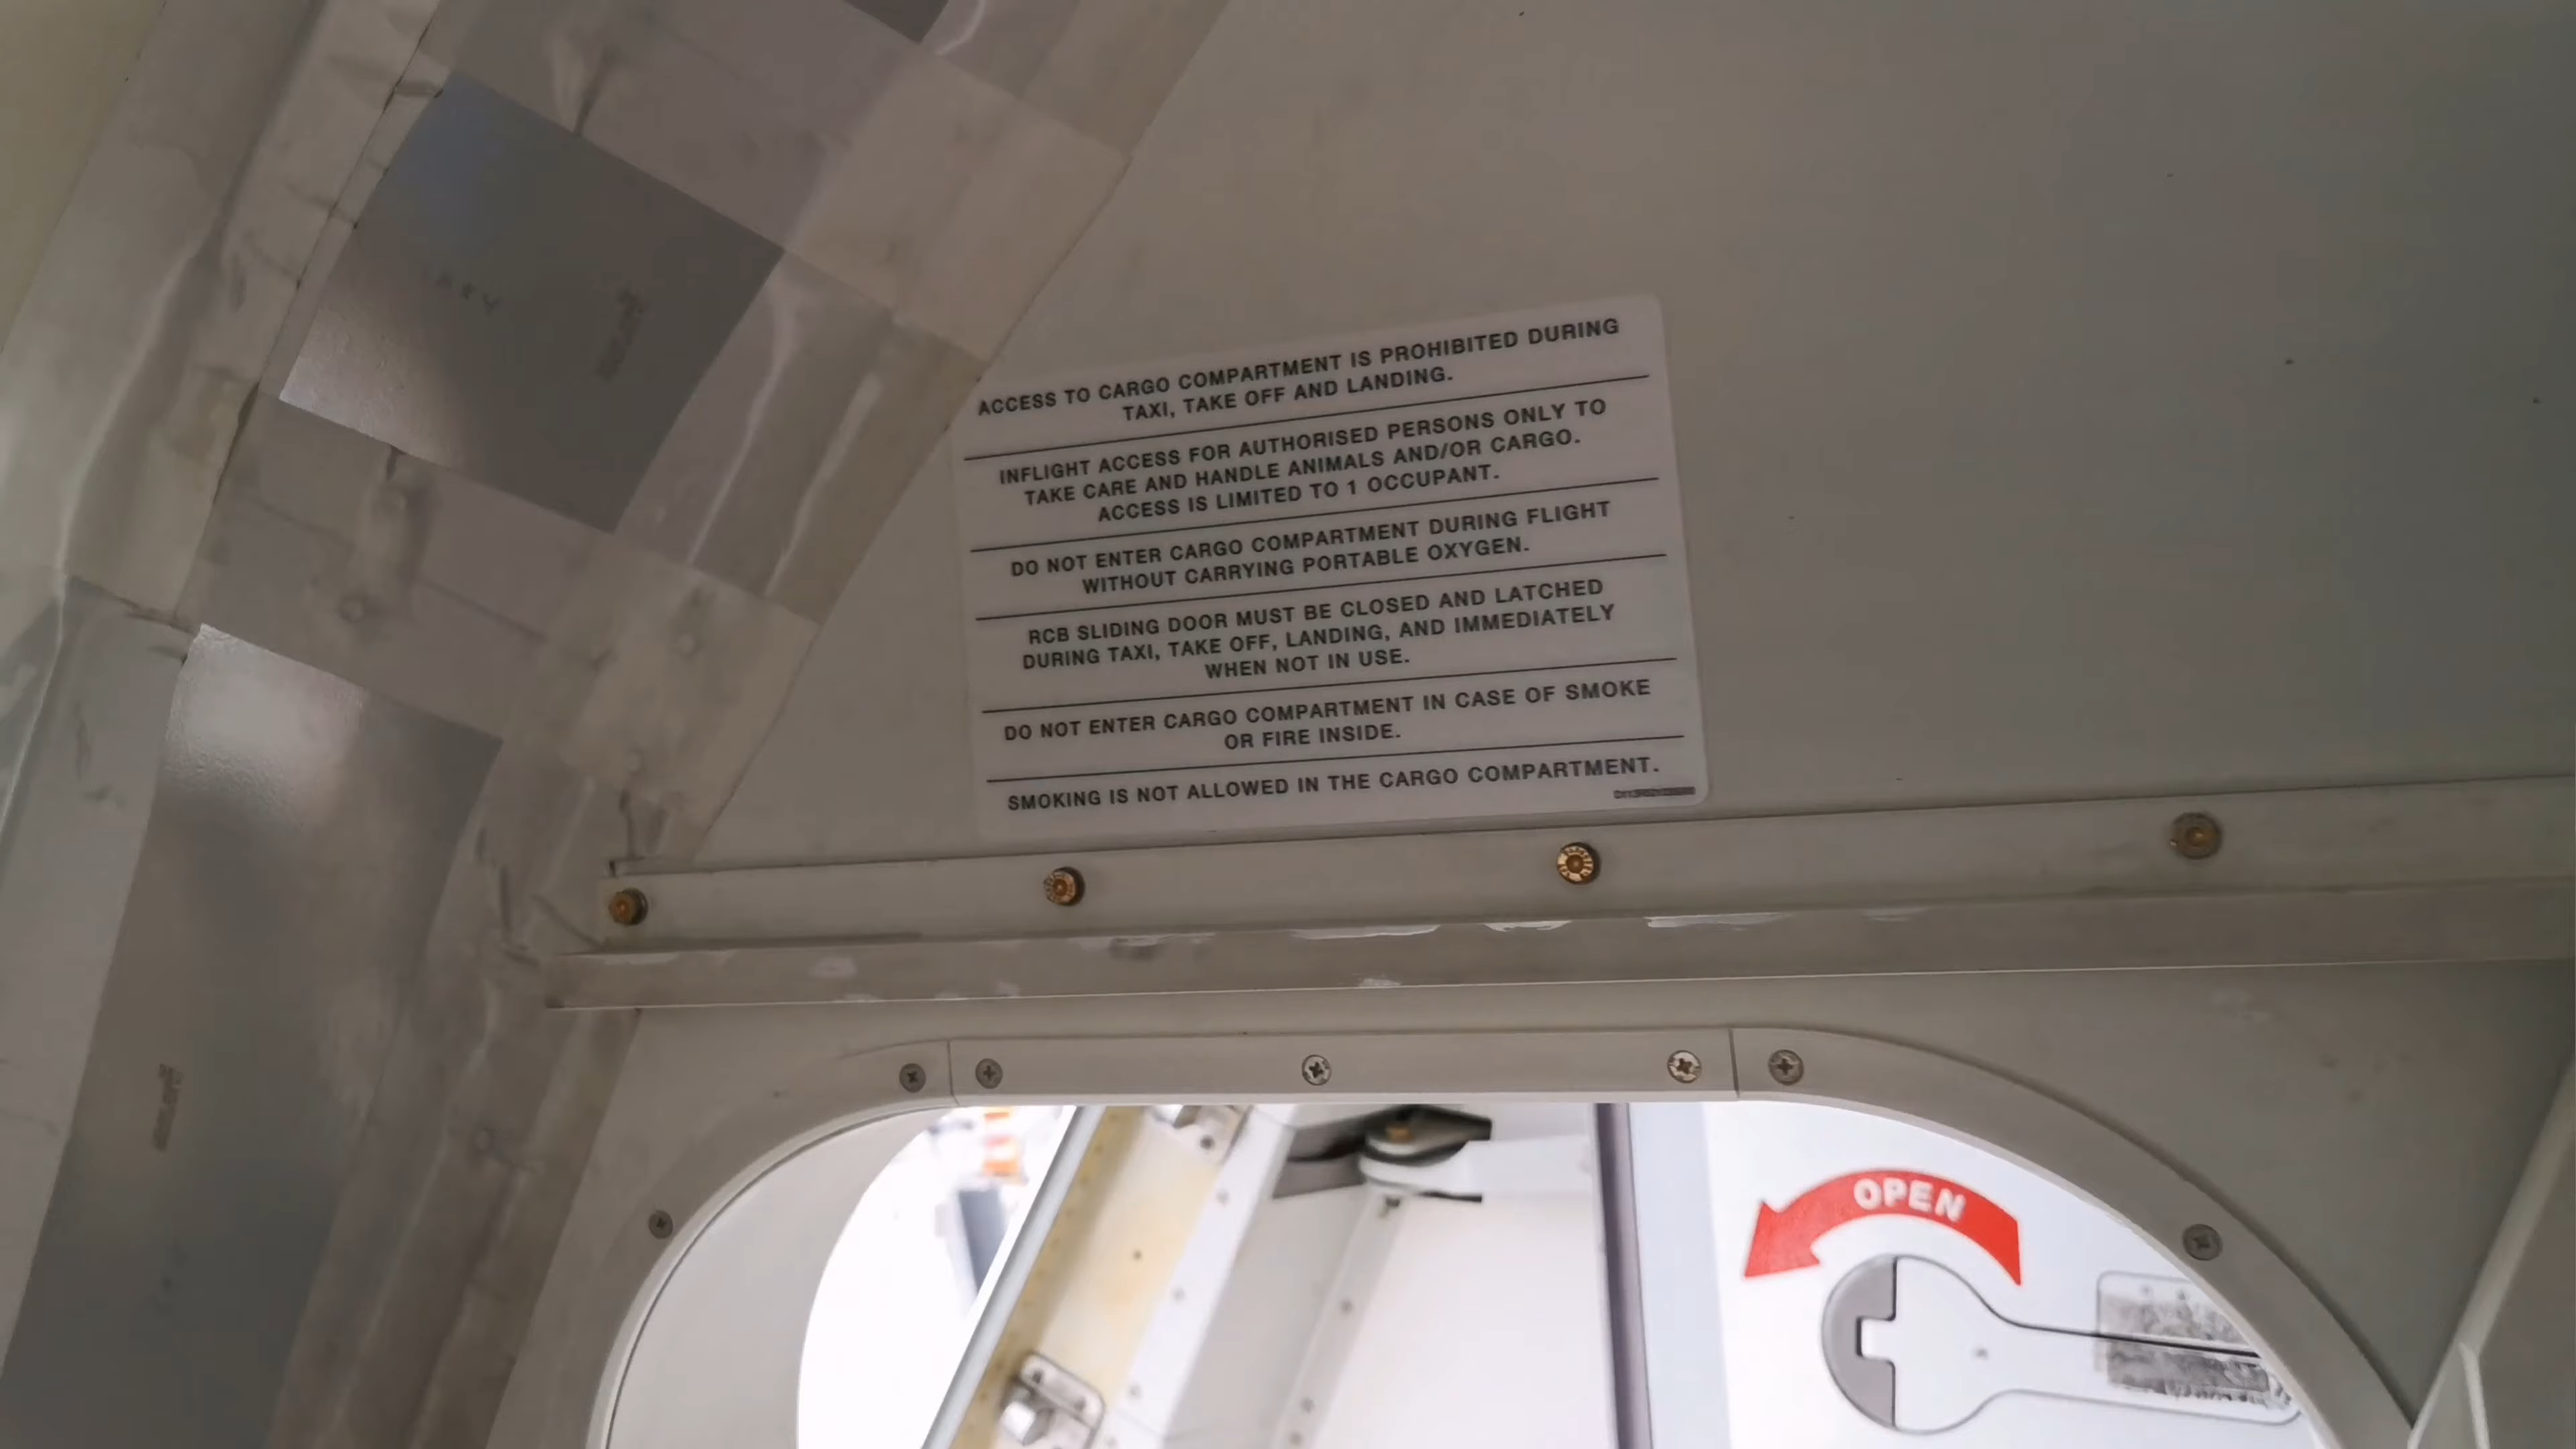 ACCESS TO CARGO COMPARTMENT IS PROHIBITED DURING
TAXI, TAKE OFF AND LANDING.
INFLIGHT ACCESS FOR AUTHORISED PERSONS ONLY TO
TAKE CARE AND HANDLE ANIMALS AND/OR CARGO.
ACCESS IS LIMITED TO 1 OCCUPANT.
DO NOT ENTER CARGO COMPARTMENT DURING FLIGHT
WITHOUT CARRYING PORTABLE OXYGEN.
RCB SLIDING DOOR MUST BE CLOSED AND LATCHED
DURING TAXI, TAKE OFF, LANDING, AND IMMEDIATELY
WHEN NOT IN USE.
DO NOT ENTER CARGO COMPARTMENT IN CASE OF SMOKE
OR FIRE INSIDE.
SMOKING IS NOT ALLOWED IN THE CARGO COMPARTMENT.
OPEN